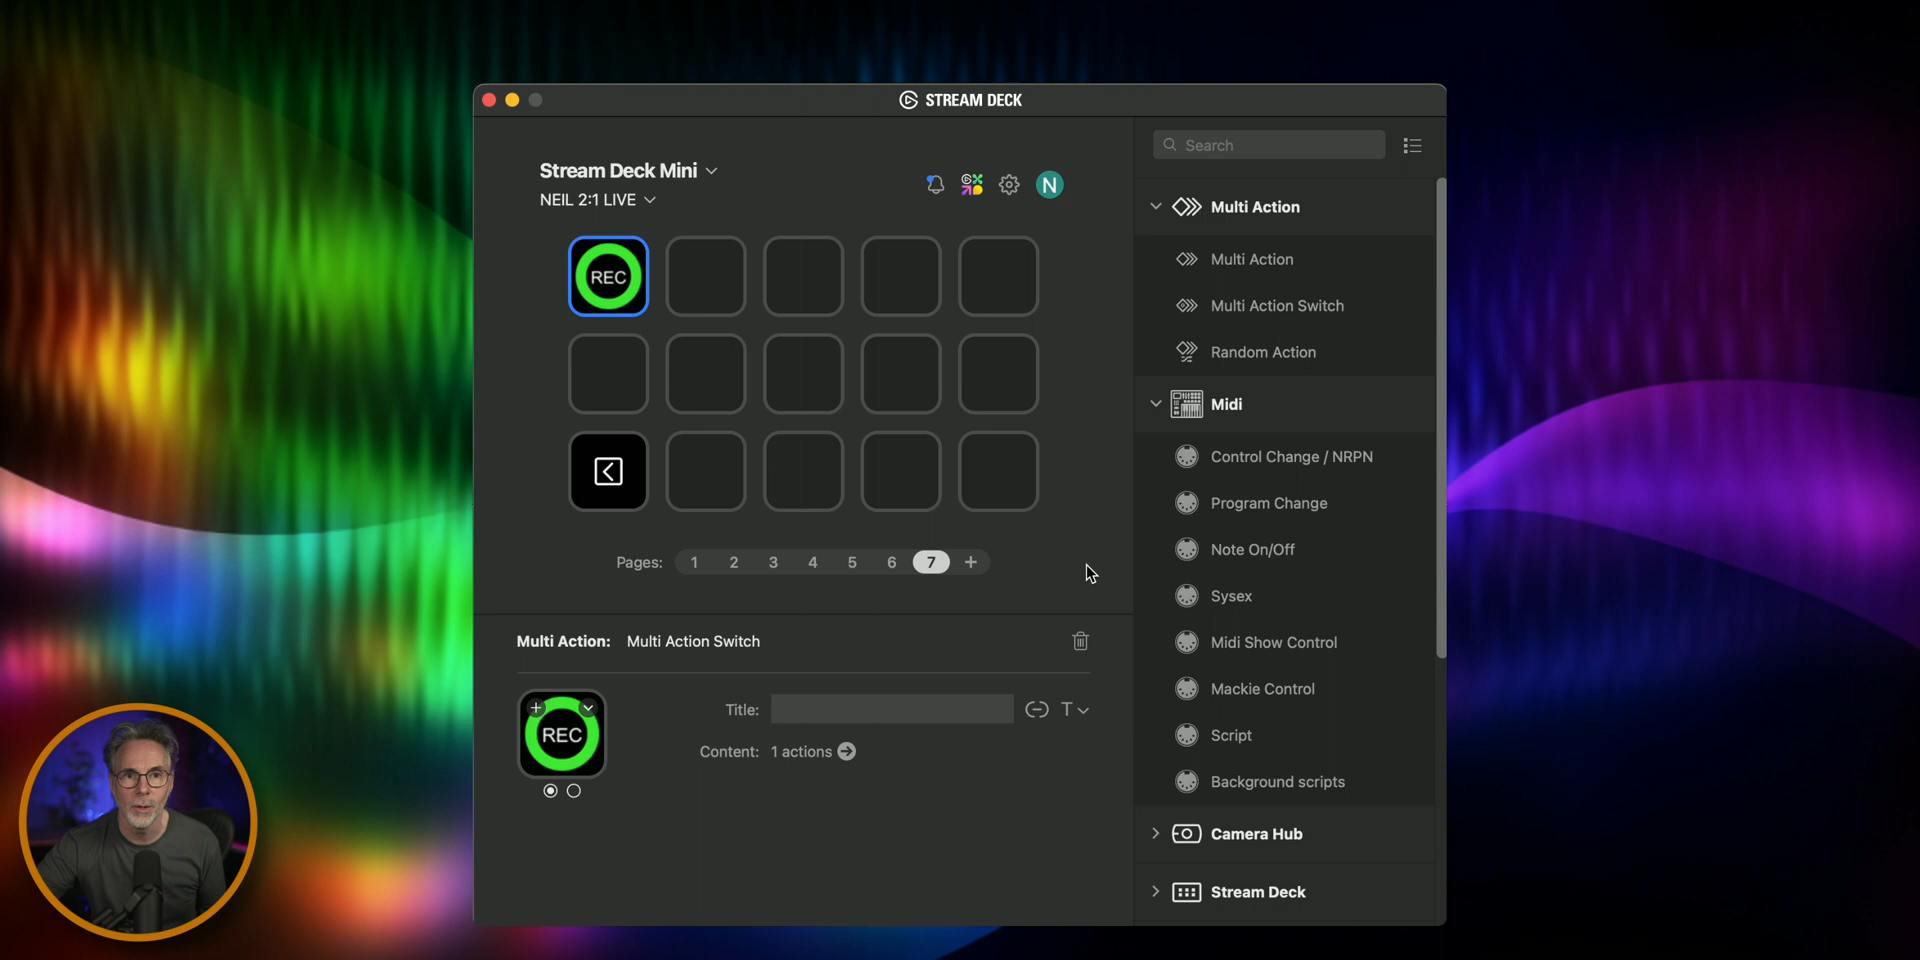 STREAM DECK
Stream Deck Mini
NEIL 2:1 LIVE
N
REC
Pages: 1 2 3 4 5 6 7 +
Multi Action: Multi Action Switch
REC
Title:
T
Content: 1 actions
Search
Multi Action
Multi Action
Multi Action Switch
Random Action
Midi
Control Change / NRPN
Program Change
Note On/Off
Sysex
Midi Show Control
Mackie Control
Script
Background scripts
Camera Hub
Stream Deck